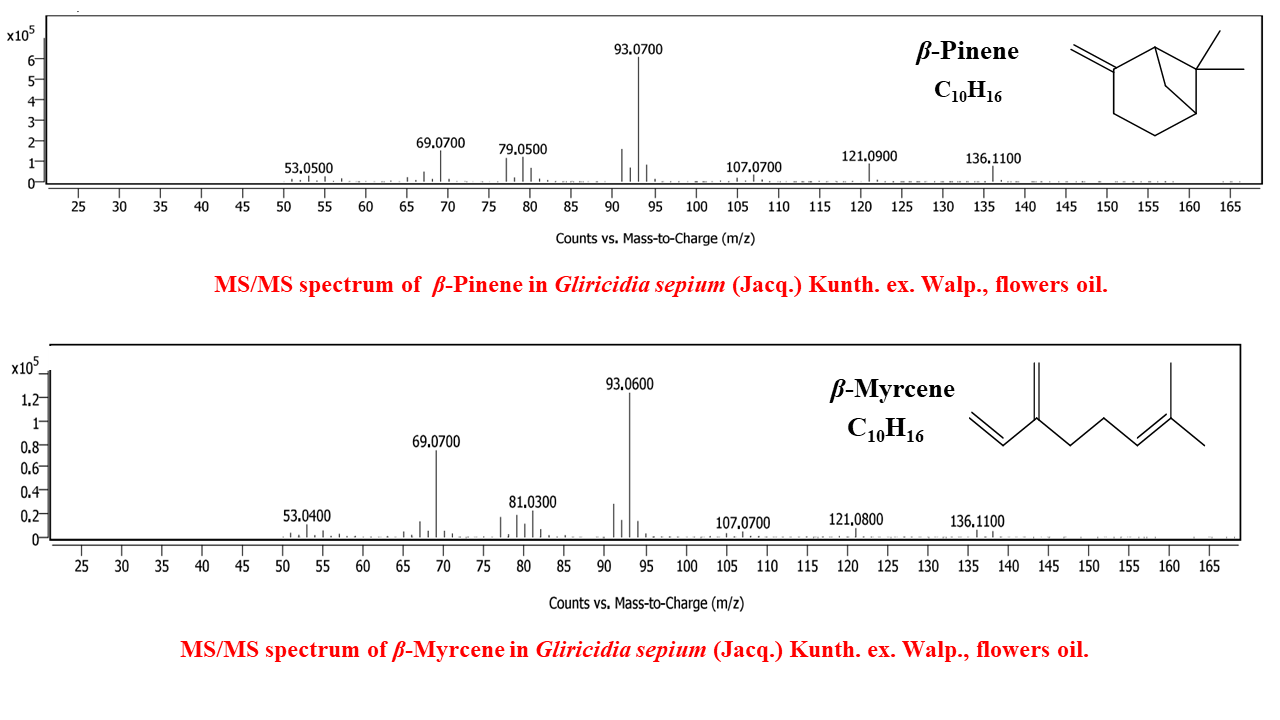 x10⁵
6
5
4
3
2
1
0
53.0500
69.0700
79.0500
93.0700
107.0700
121.0900
136.1100
β-Pinene
C₁₀H₁₆
25 30 35 40 45 50 55 60 65 70 75 80 85 90 95 100 105 110 115 120 125 130 135 140 145 150 155 160 165
Counts vs. Mass-to-Charge (m/z)
MS/MS spectrum of β-Pinene in Gliricidia sepium (Jacq.) Kunth. ex. Walp., flowers oil.
x10⁵
1.2
1
0.8
0.6
0.4
0.2
0
53.0400
69.0700
81.0300
93.0600
107.0700
121.0800
136.1100
β-Myrcene
C₁₀H₁₆
25 30 35 40 45 50 55 60 65 70 75 80 85 90 95 100 105 110 115 120 125 130 135 140 145 150 155 165
Counts vs. Mass-to-Charge (m/z)
MS/MS spectrum of β-Myrcene in Gliricidia sepium (Jacq.) Kunth. ex. Walp., flowers oil.